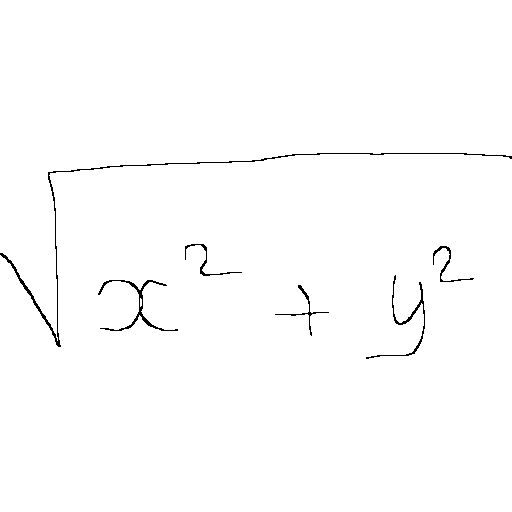 √(x² + y²)